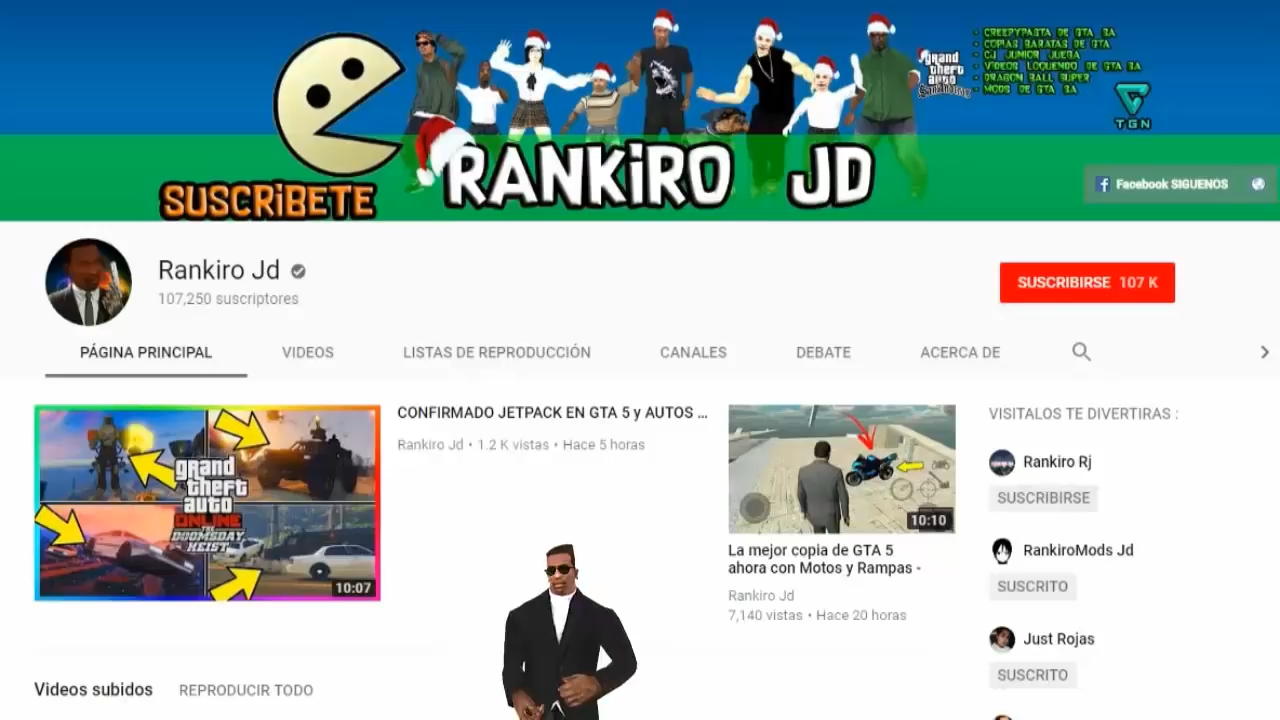 - CREEPYPASTA DE GTA SA
- COPIAS BARATAS DE GTA
- CJ JUNIOR JUEGA
- VIDEOS LOQUENDO DE GTA SA
- DRAGON BALL SUPER
- MODS DE GTA SA
grand
theft
auto
SanAndreas
TGN
SUSCRiBETE
RANKiRO JD
Facebook SIGUENOS
Rankiro Jd
107,250 suscriptores
SUSCRIBIRSE 107 K
PÁGINA PRINCIPAL
VIDEOS
LISTAS DE REPRODUCCIÓN
CANALES
DEBATE
ACERCA DE
grand
theft
auto
ONLINE
THE
DOOMSDAY
HEIST
10:07
CONFIRMADO JETPACK EN GTA 5 y AUTOS ...
Rankiro Jd • 1.2 K vistas • Hace 5 horas
10:10
La mejor copia de GTA 5
ahora con Motos y Rampas -
Rankiro Jd
7,140 vistas • Hace 20 horas
VISITALOS TE DIVERTIRAS :
Rankiro Rj
SUSCRIBIRSE
RankiroMods Jd
SUSCRITO
Just Rojas
SUSCRITO
Videos subidos
REPRODUCIR TODO